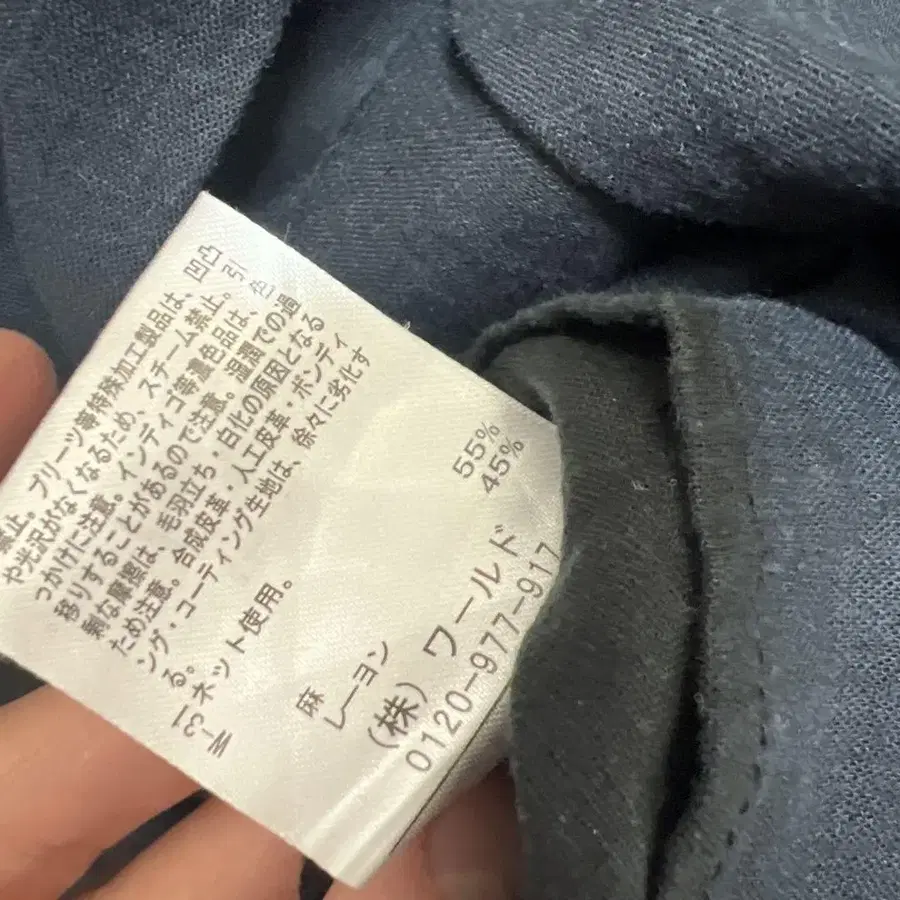 禁止。プリーツ等特殊加工製品は、凹凸
や光沢がなくなるため、スチーム禁止。引
っかけに注意。インディゴ等濃色品は、色
移りすることがあるので注意。湿潤での過
剰な摩擦は、毛羽立ち・白化の原因となる
ため注意。合成皮革・人工皮革・ボンディ
ング・コーティング生地は、徐々に劣化す
る。
ネット使用。
W-31
麻 55%
レーヨン 45%
(株) ワールド
0120-977-917